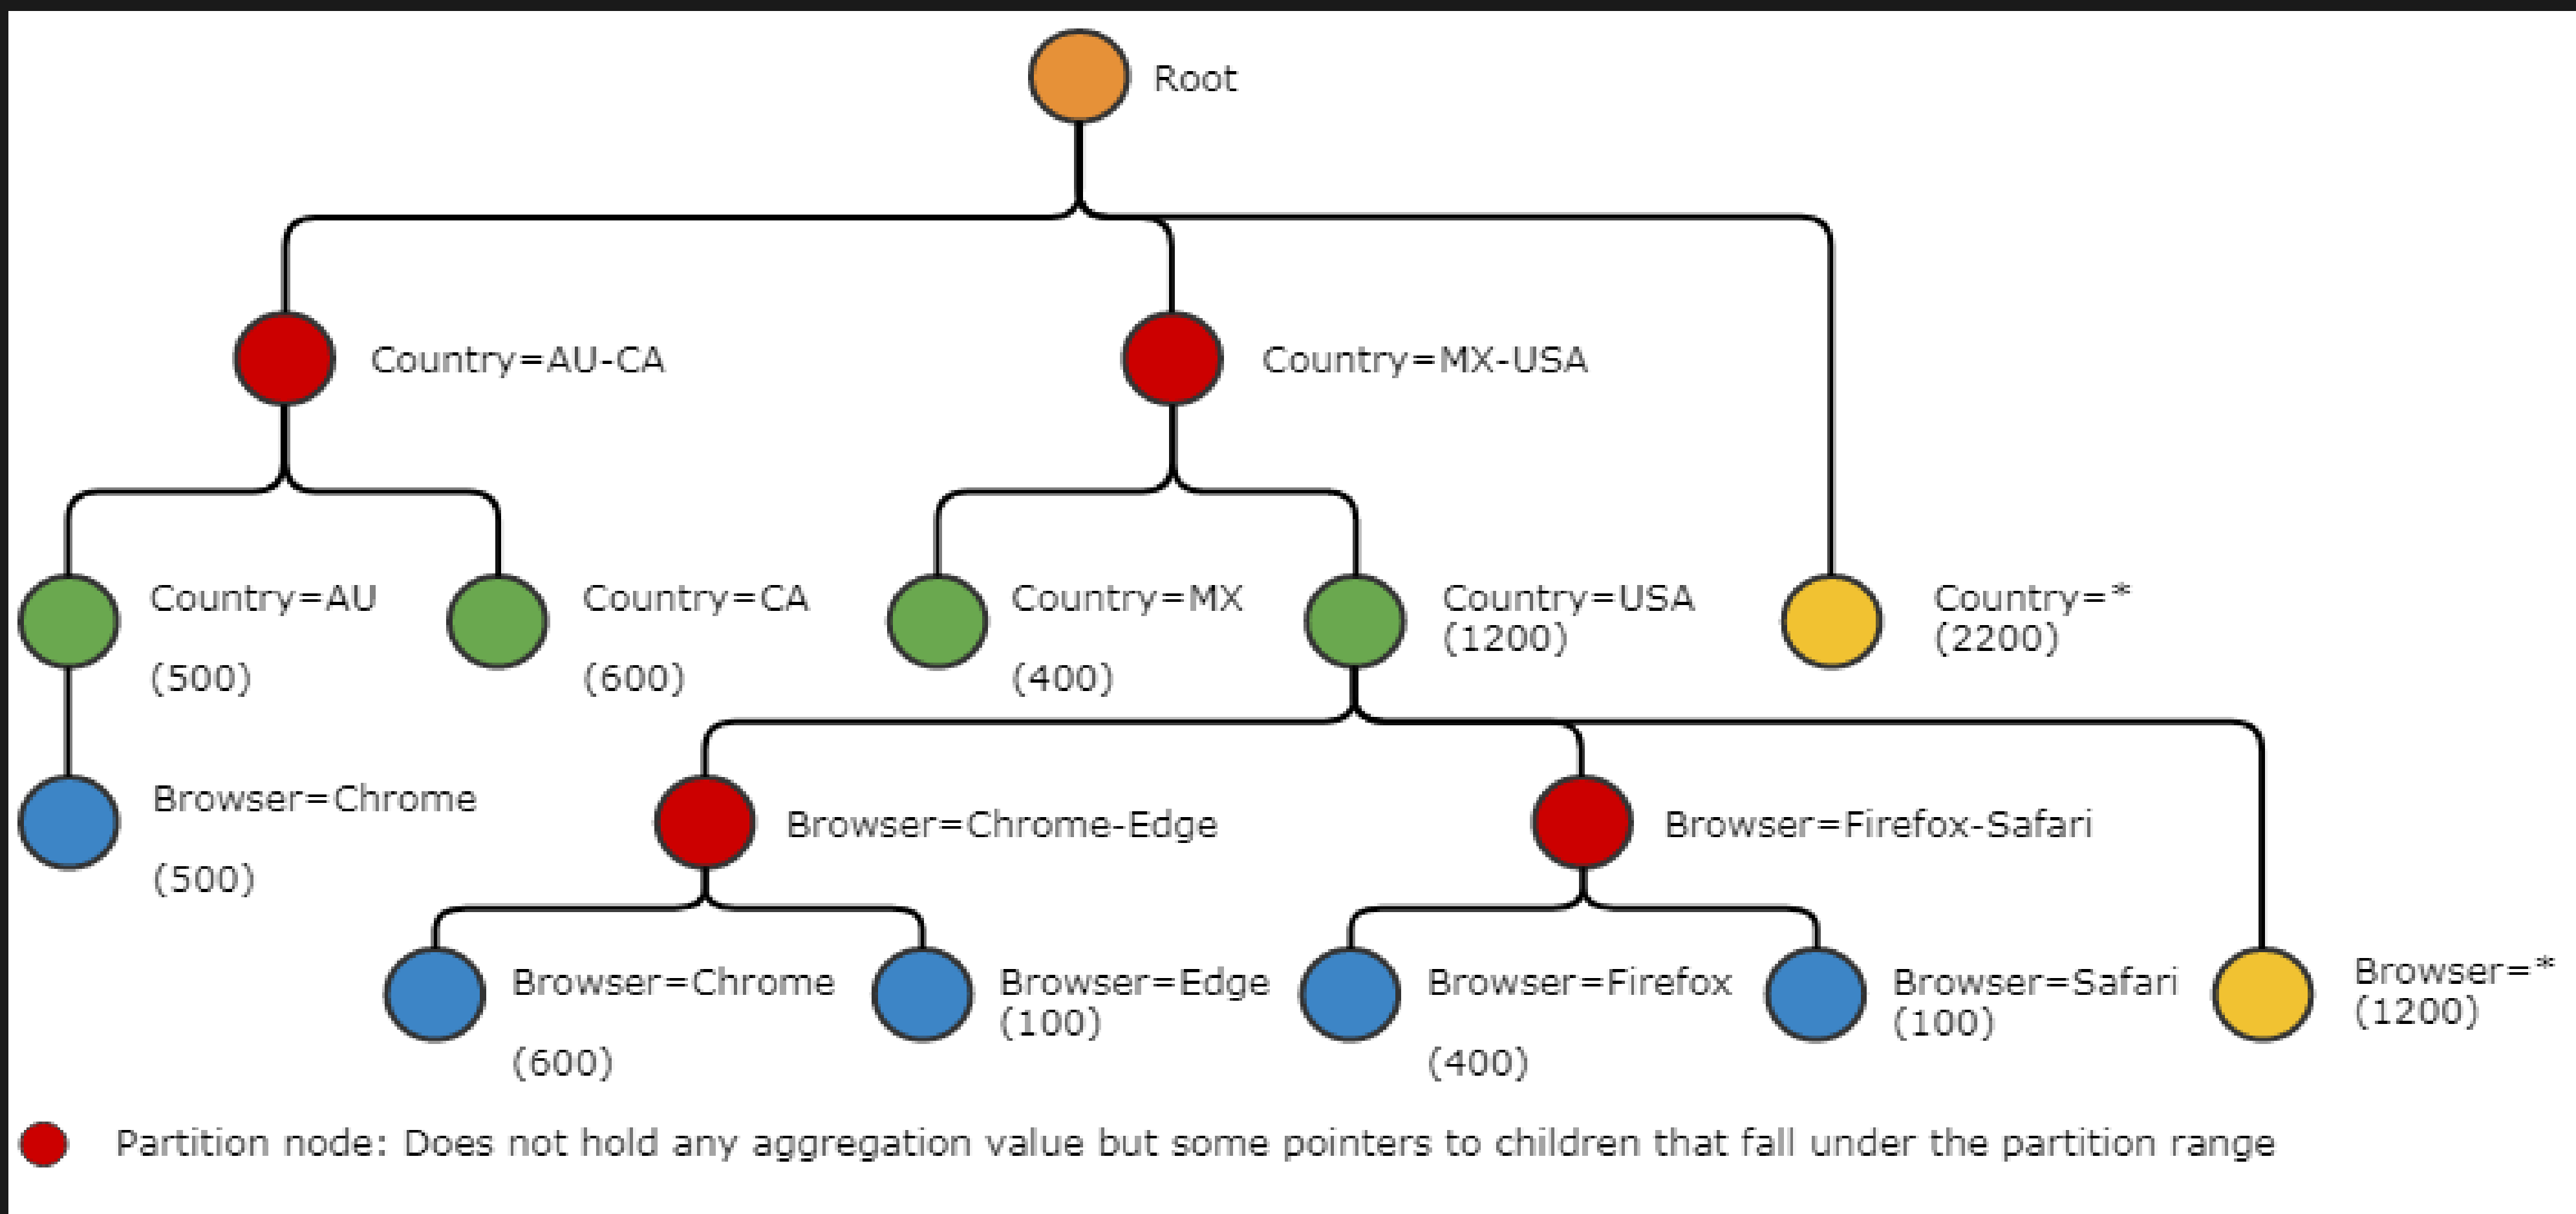 Root
Country=AU-CA
Country=MX-USA
Country=AU
(500)
Country=CA
(600)
Country=MX
(400)
Country=USA
(1200)
Country=*
(2200)
Browser=Chrome
(500)
Browser=Chrome-Edge
Browser=Firefox-Safari
Browser=Chrome
(600)
Browser=Edge
(100)
Browser=Firefox
(400)
Browser=Safari
(100)
Browser=*
(1200)
Partition node: Does not hold any aggregation value but some pointers to children that fall under the partition range